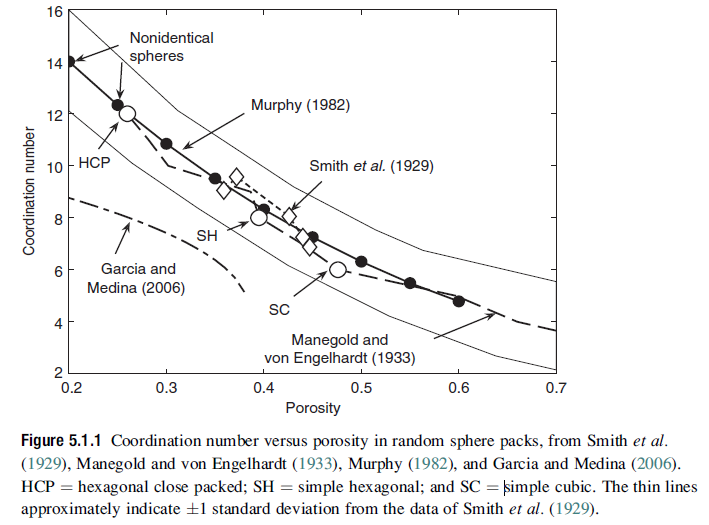 16
14
12
10
8
6
4
2
Coordination number
Nonidentical
spheres
Murphy (1982)
HCP
Smith et al. (1929)
SH
Garcia and
Medina (2006)
SC
Manegold and
von Engelhardt (1933)
0.2 0.3 0.4 0.5 0.6 0.7
Porosity
Figure 5.1.1 Coordination number versus porosity in random sphere packs, from Smith et al.
(1929), Manegold and von Engelhardt (1933), Murphy (1982), and Garcia and Medina (2006).
HCP = hexagonal close packed; SH = simple hexagonal; and SC = simple cubic. The thin lines
approximately indicate ±1 standard deviation from the data of Smith et al. (1929).